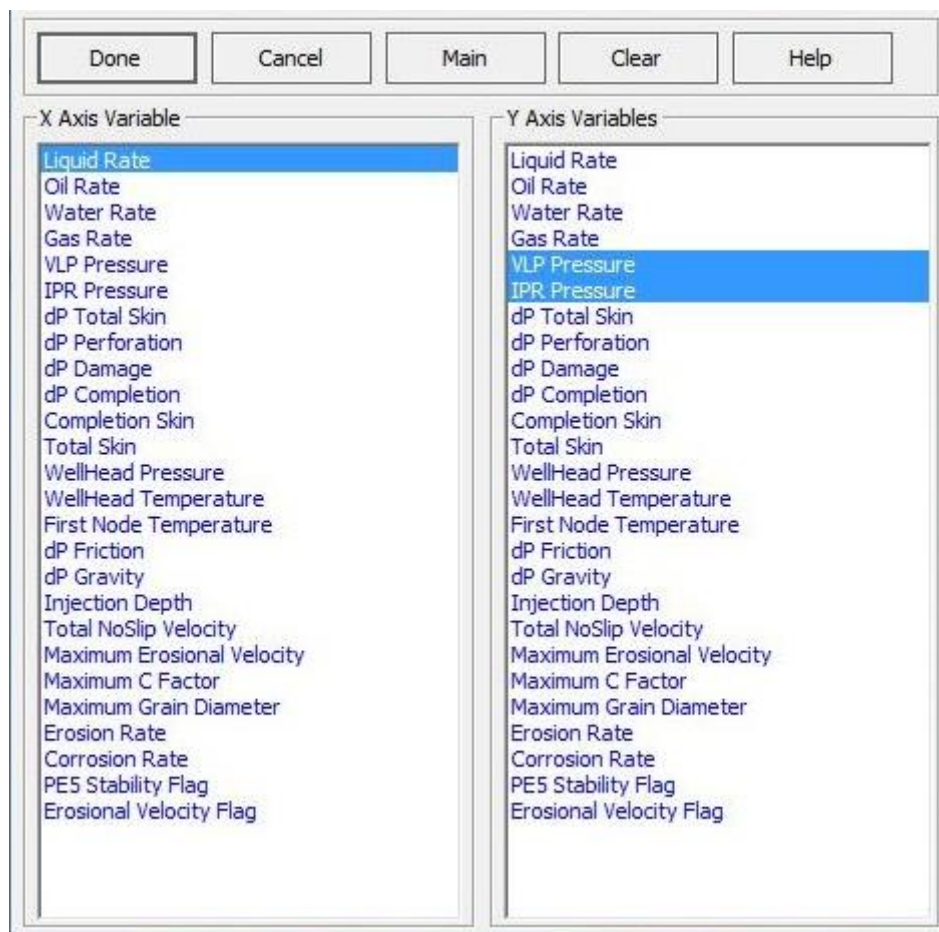 Done Cancel Main Clear Help
X Axis Variable
Liquid Rate
Oil Rate
Water Rate
Gas Rate
VLP Pressure
IPR Pressure
dP Total Skin
dP Perforation
dP Damage
dP Completion
Completion Skin
Total Skin
WellHead Pressure
WellHead Temperature
First Node Temperature
dP Friction
dP Gravity
Injection Depth
Total NoSlip Velocity
Maximum Erosional Velocity
Maximum C Factor
Maximum Grain Diameter
Erosion Rate
Corrosion Rate
PE5 Stability Flag
Erosional Velocity Flag
Y Axis Variables
Liquid Rate
Oil Rate
Water Rate
Gas Rate
VLP Pressure
IPR Pressure
dP Total Skin
dP Perforation
dP Damage
dP Completion
Completion Skin
Total Skin
WellHead Pressure
WellHead Temperature
First Node Temperature
dP Friction
dP Gravity
Injection Depth
Total NoSlip Velocity
Maximum Erosional Velocity
Maximum C Factor
Maximum Grain Diameter
Erosion Rate
Corrosion Rate
PE5 Stability Flag
Erosional Velocity Flag